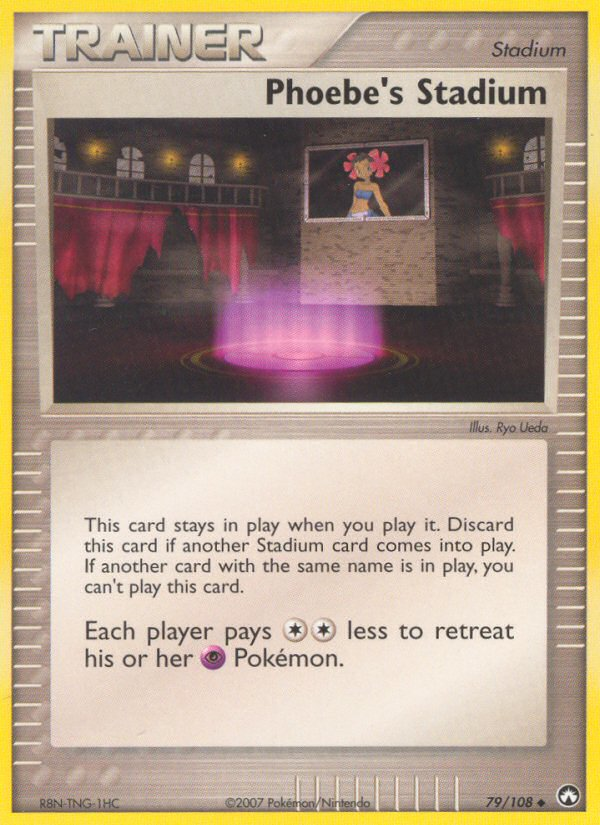 TRAINER
Stadium
Phoebe's Stadium
Illus. Ryo Ueda
This card stays in play when you play it. Discard
this card if another Stadium card comes into play.
If another card with the same name is in play, you
can't play this card.
Each player pays less to retreat
his or her Pokémon.
R8N-TNG-1HC
©2007 Pokémon/Nintendo
79/108